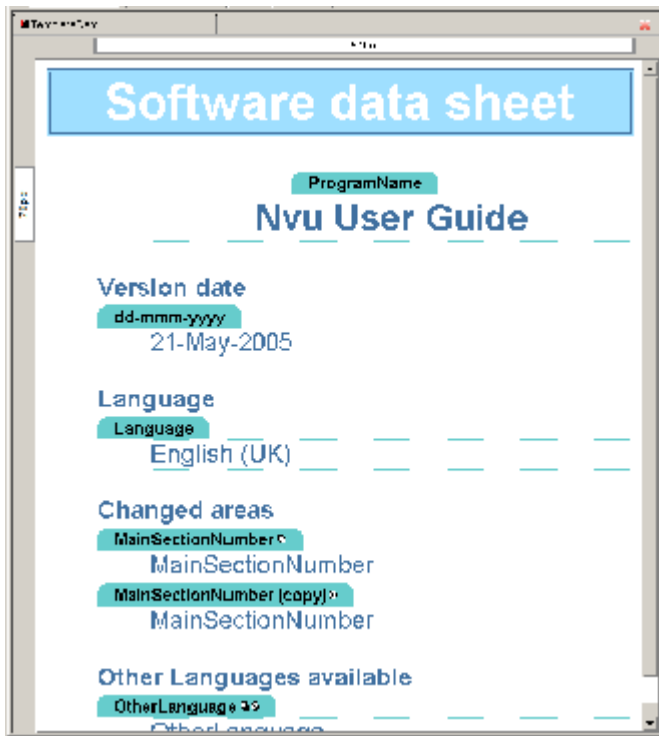 Software data sheet
ProgramName
Nvu User Guide
Version date
dd-mmm-yyyy
21-May-2005
Language
Language
English (UK)
Changed areas
MainSectionNumber
MainSectionNumber
MainSectionNumber (copy)
MainSectionNumber
Other Languages available
OtherLanguage
OtherLanguage